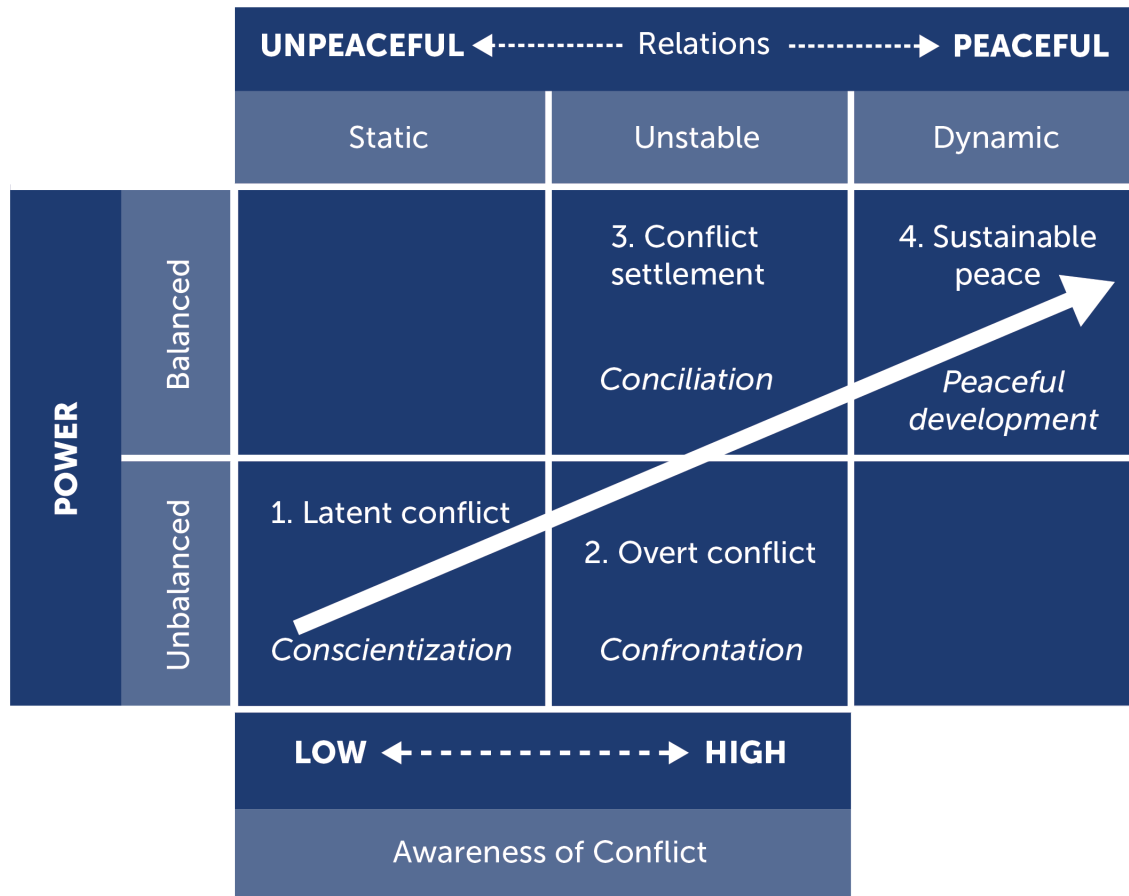 UNPEACEFUL Relations PEACEFUL
Static
Unstable
Dynamic
POWER
Balanced
3. Conflict
settlement
Conciliation
4. Sustainable
peace
Peaceful
development
Unbalanced
1. Latent conflict
Conscientization
2. Overt conflict
Confrontation
LOW HIGH
Awareness of Conflict